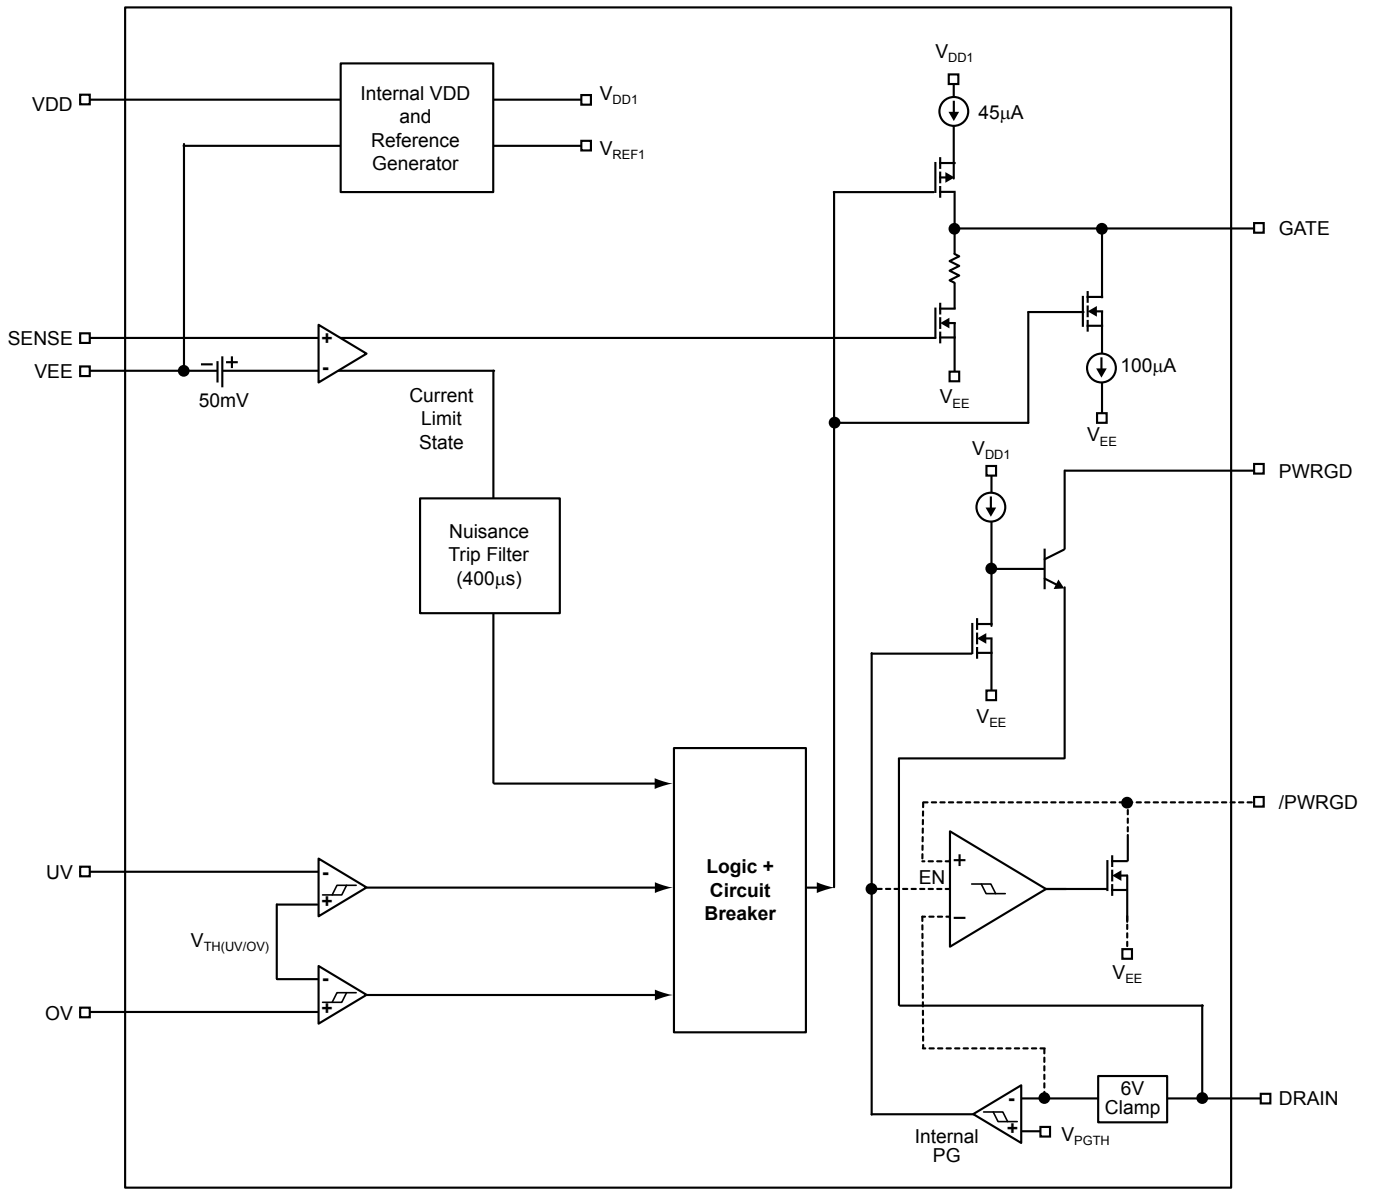 VDD
Internal VDD
and
Reference
Generator
VDD1
VREF1
VDD1
45μA
GATE
SENSE
VEE
- +
50mV
+
-
Current
Limit
State
VEE
100μA
VEE
VDD1
PWRGD
Nuisance
Trip Filter
(400μs)
VEE
/PWRGD
UV
-
+
VTH(UV/OV)
-
+
OV
Logic +
Circuit
Breaker
+
EN
–
VEE
6V
Clamp
DRAIN
-
+
VPGTH
Internal
PG